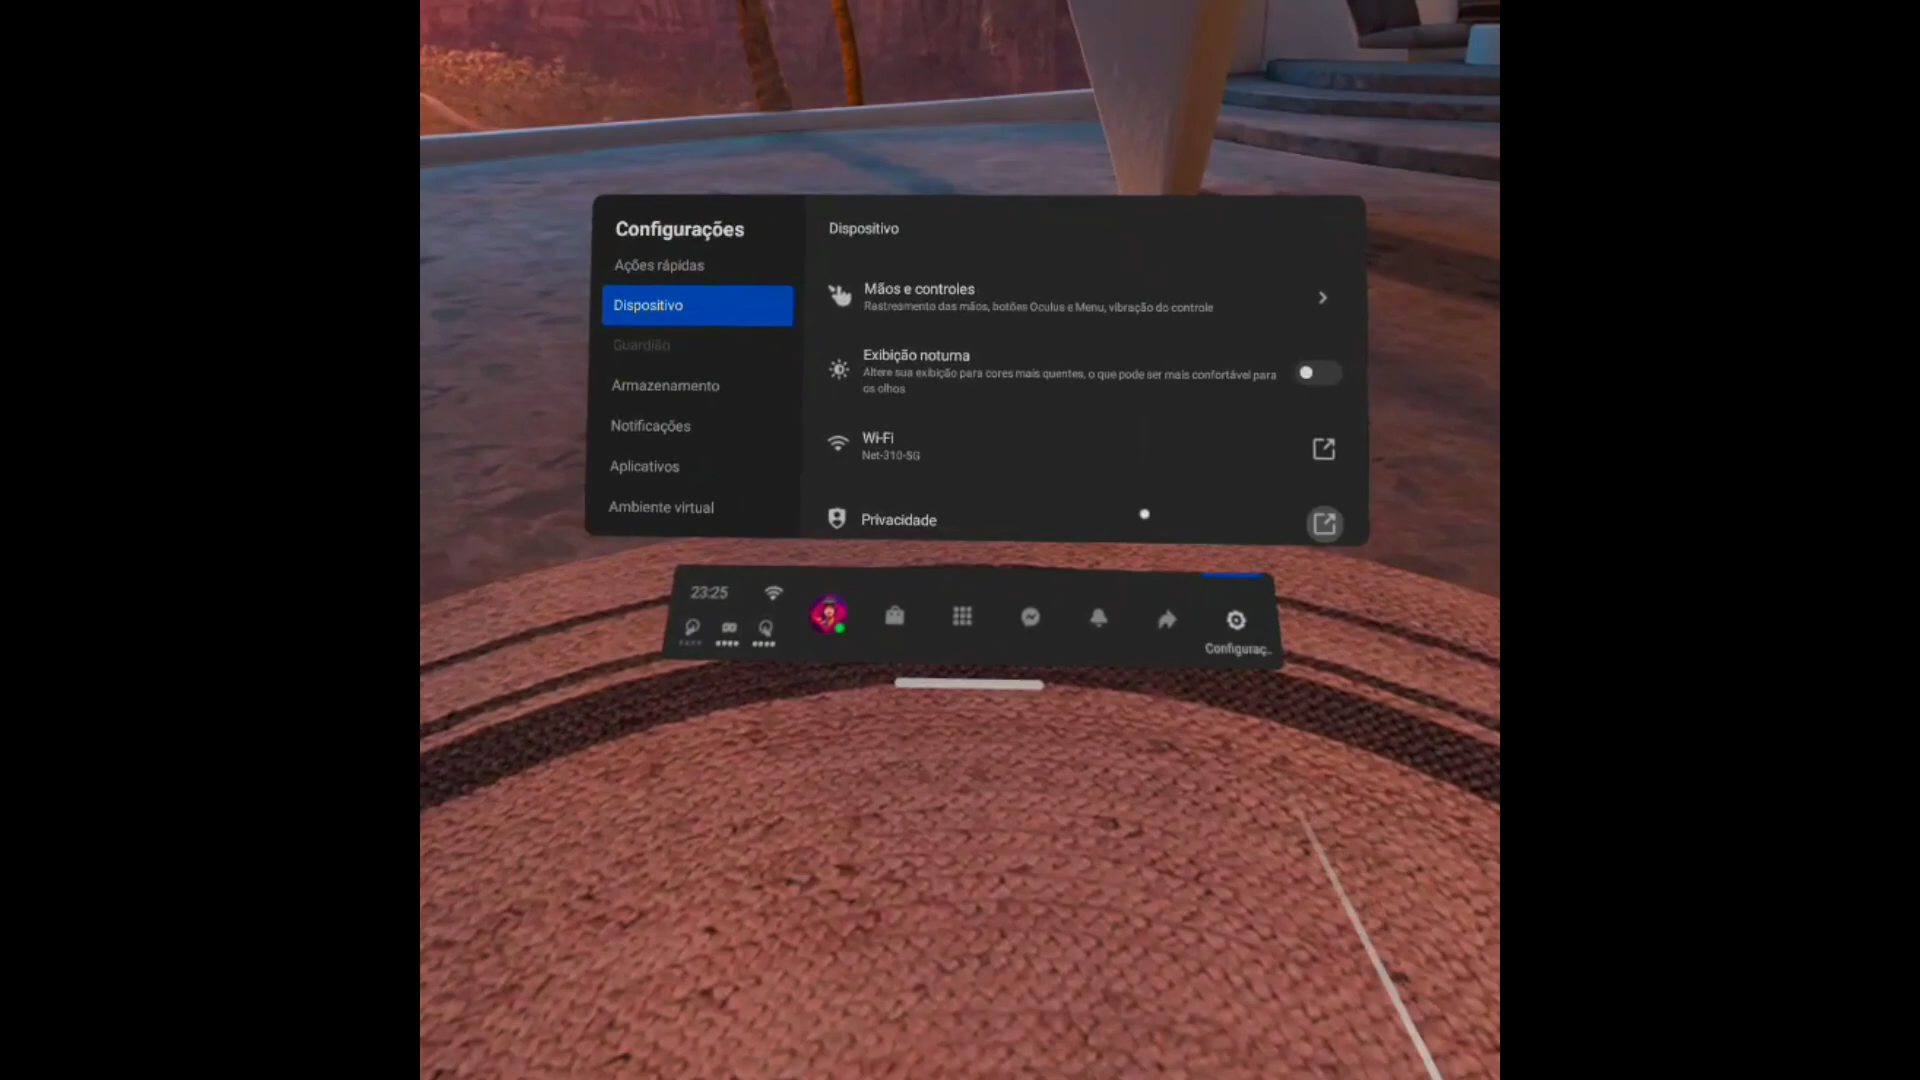 Configurações
Ações rápidas
Dispositivo
Guardião
Armazenamento
Notificações
Aplicativos
Ambiente virtual
Dispositivo
Mãos e controles
Rastreamento das mãos, botões Oculus e Menu, vibração do controle
Exibição noturna
Altere sua exibição para cores mais quentes, o que pode ser mais confortável para
os olhos
Wi-Fi
Net-310-5G
Privacidade
23:25
Configuraç...